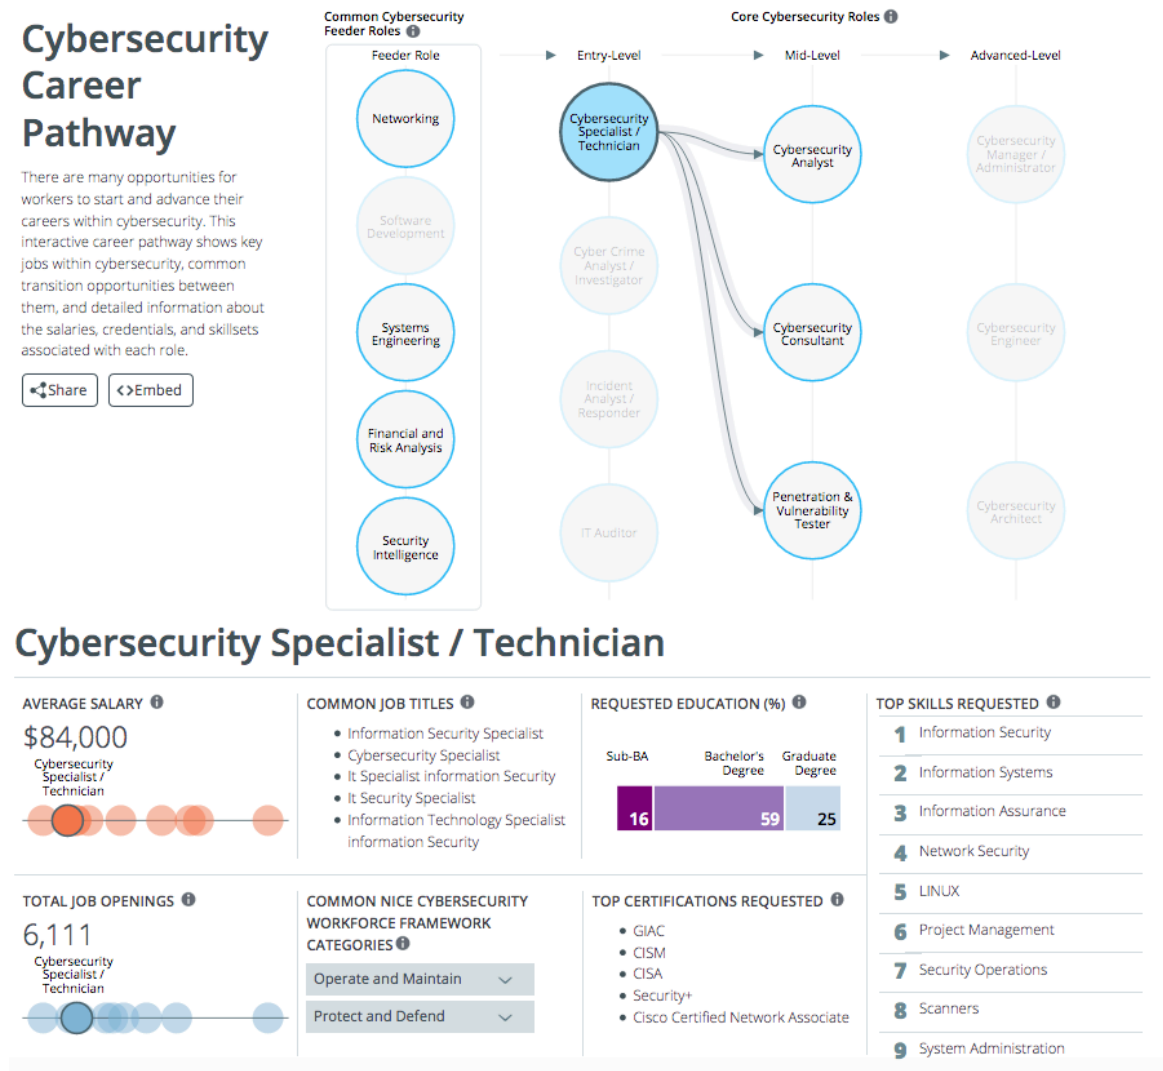 Cybersecurity
Career
Pathway
There are many opportunities for
workers to start and advance their
careers within cybersecurity. This
interactive career pathway shows key
jobs within cybersecurity, common
transition opportunities between
them, and detailed information about
the salaries, credentials, and skillsets
associated with each role.
Share
<>Embed
Common Cybersecurity
Feeder Roles
Core Cybersecurity Roles
Feeder Role
Entry-Level
Mid-Level
Advanced-Level
Networking
Software
Development
Systems
Engineering
Financial and
Risk Analysis
Security
Intelligence
Cybersecurity
Specialist /
Technician
Cyber Crime
Analyst /
Investigator
Incident
Analyst /
Responder
IT Auditor
Cybersecurity
Analyst
Cybersecurity
Consultant
Penetration &
Vulnerability
Tester
Cybersecurity
Manager /
Administrator
Cybersecurity
Engineer
Cybersecurity
Architect
Cybersecurity Specialist / Technician
AVERAGE SALARY
$84,000
Cybersecurity
Specialist /
Technician
COMMON JOB TITLES
Information Security Specialist
Cybersecurity Specialist
It Specialist information Security
It Security Specialist
Information Technology Specialist
information Security
REQUESTED EDUCATION (%)
Sub-BA
Bachelor's
Degree
Graduate
Degree
16
59
25
TOTAL JOB OPENINGS
6,111
Cybersecurity
Specialist /
Technician
COMMON NICE CYBERSECURITY
WORKFORCE FRAMEWORK
CATEGORIES
Operate and Maintain
Protect and Defend
TOP CERTIFICATIONS REQUESTED
GIAC
CISM
CISA
Security+
Cisco Certified Network Associate
TOP SKILLS REQUESTED
1 Information Security
2 Information Systems
3 Information Assurance
4 Network Security
5 LINUX
6 Project Management
7 Security Operations
8 Scanners
9 System Administration